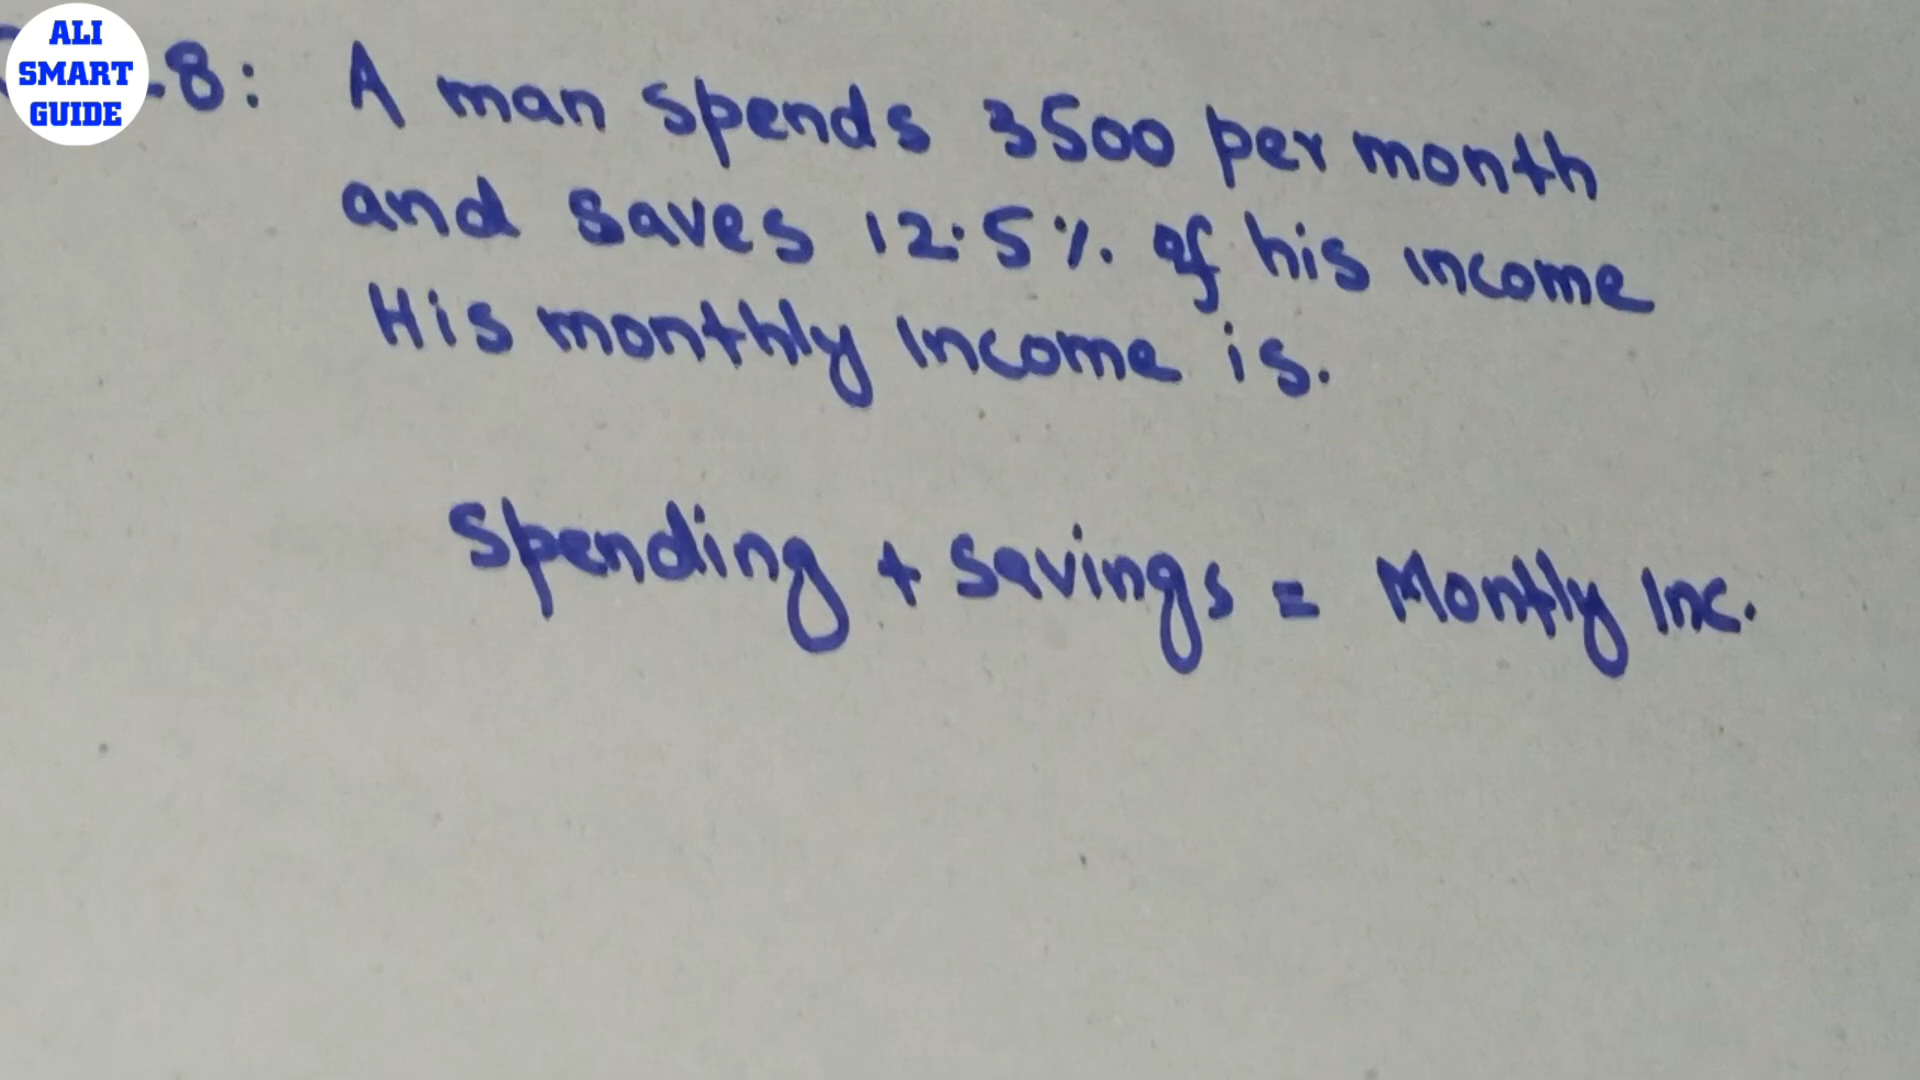 ALI
SMART
GUIDE
.8: A man spends 3500 per month
and saves 12.5% of his income
His monthly income is.
Spending + Savings = Montly Inc.